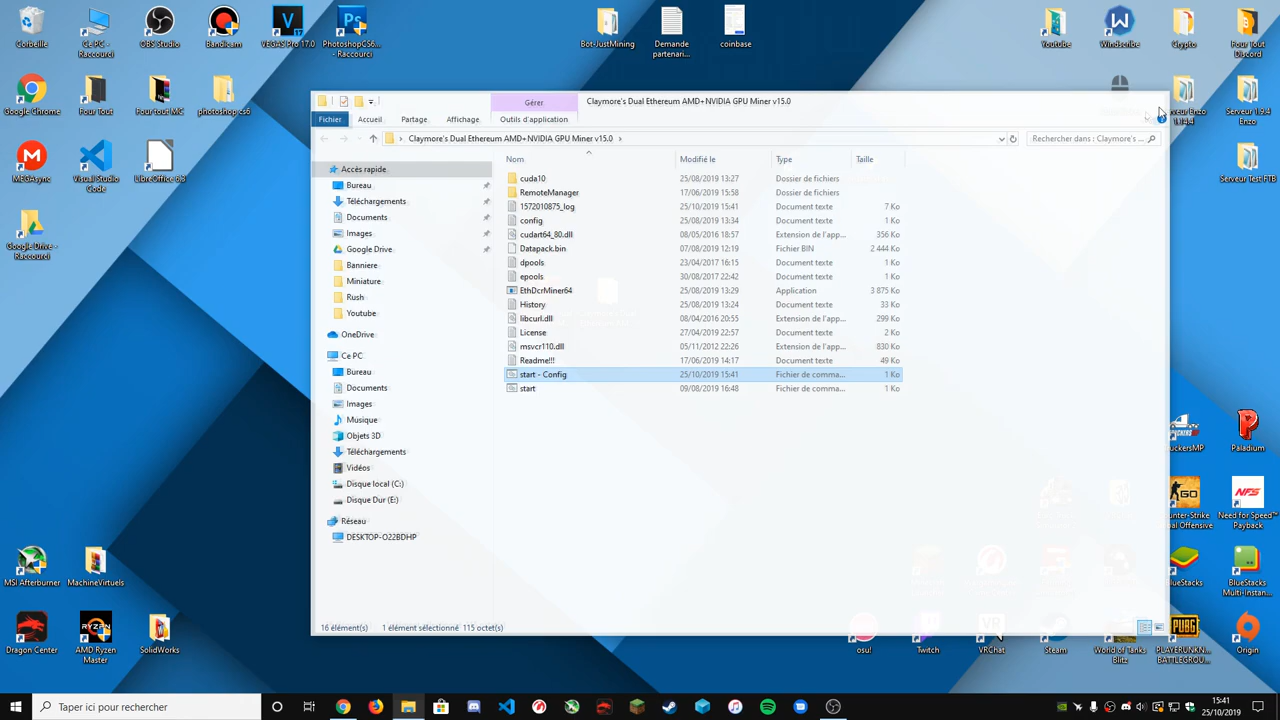 Corbeille
Ce PC -
Raccourci
OBS Studio
Bandicam
VEGAS Pro 17.0
PhotoshopCS6...
- Raccourci
Bot-JustMining
Demande
partenari...
coinbase
Youtube
Windscribe
Crypto
Pour Tout
Discord
Google Chrome
Pour tout
Pour tout MG
photoshop cs6
Serveur Enzo
1.14.4
Serveur 1.9.4
Enzo
MEGAsync
Visual Studio
Code
LibreOffice 6.3
Serveur Test FTB
Google Drive -
Raccourci
Gérer
Claymore's Dual Ethereum AMD+NVIDIA GPU Miner v15.0
Fichier
Accueil
Partage
Affichage
Outils d'application
Claymore's Dual Ethereum AMD+NVIDIA GPU Miner v15.0
Rechercher dans : Claymore's ...
Nom
Modifié le
Type
Taille
Accès rapide
Bureau
Téléchargements
Documents
Images
Google Drive
Banniere
Miniature
Rush
Youtube
OneDrive
Ce PC
Bureau
Documents
Images
Musique
Objets 3D
Téléchargements
Vidéos
Disque local (C:)
Disque Dur (E:)
Réseau
DESKTOP-O22BDHP
cuda10 25/08/2019 13:27 Dossier de fichiers
RemoteManager 17/06/2019 15:58 Dossier de fichiers
1572010875_log 25/10/2019 15:41 Document texte 7 Ko
config 25/08/2019 13:34 Document texte 1 Ko
cudart64_80.dll 08/05/2016 18:57 Extension de l'app... 356 Ko
Datapack.bin 07/08/2019 12:19 Fichier BIN 2 444 Ko
dpools 23/04/2017 16:15 Document texte 1 Ko
epools 30/08/2017 22:42 Document texte 1 Ko
EthDcrMiner64 25/08/2019 13:29 Application 3 875 Ko
History 25/08/2019 13:24 Document texte 33 Ko
libcurl.dll 08/04/2016 20:55 Extension de l'app... 299 Ko
License 27/04/2019 22:57 Document texte 2 Ko
msvcr110.dll 05/11/2012 22:26 Extension de l'app... 830 Ko
Readme!!! 17/06/2019 14:17 Document texte 49 Ko
start - Config 25/10/2019 15:41 Fichier de comma... 1 Ko
start 09/08/2019 16:48 Fichier de comma... 1 Ko
16 élément(s)
1 élément sélectionné 115 octet(s)
Paladium
Need for Speed™
Payback
MSI Afterburner
MachineVirtuels
BlueStacks
BlueStacks
Multi-Instan...
Dragon Center
AMD Ryzen
Master
SolidWorks
osu!
Twitch
VRChat
Steam
World of Tanks
Blitz
PLAYERUNKN...
BATTLEGROU...
Origin
Taper ici pour rechercher
15:41
25/10/2019